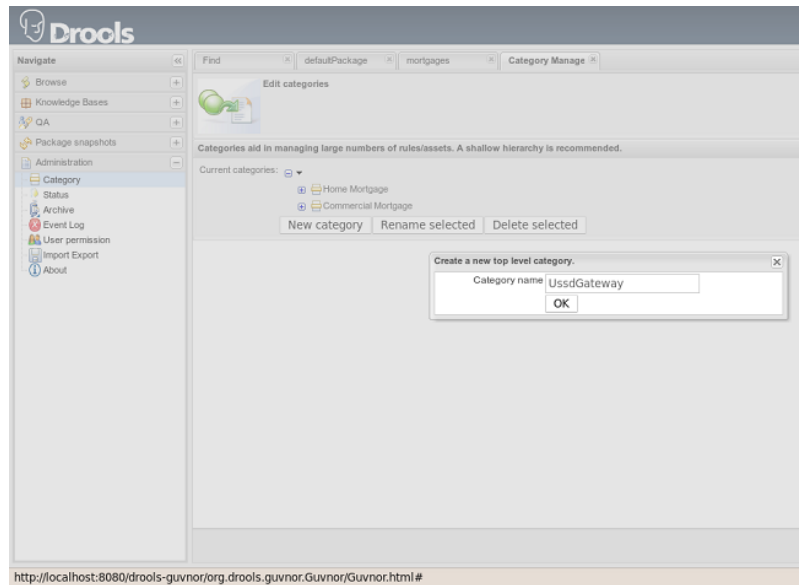 Drools
Navigate
Find
defaultPackage
mortgages
Category Manage
Browse
Knowledge Bases
QA
Package snapshots
Administration
Category
Status
Archive
Event Log
User permission
Import Export
About
Edit categories
Categories aid in managing large numbers of rules/assets. A shallow hierarchy is recommended.
Current categories:
Home Mortgage
Commercial Mortgage
New category Rename selected Delete selected
Create a new top level category.
Category name UssdGateway
OK
http://localhost:8080/drools-guvnor/org.drools.guvnor.Guvnor/Guvnor.html#